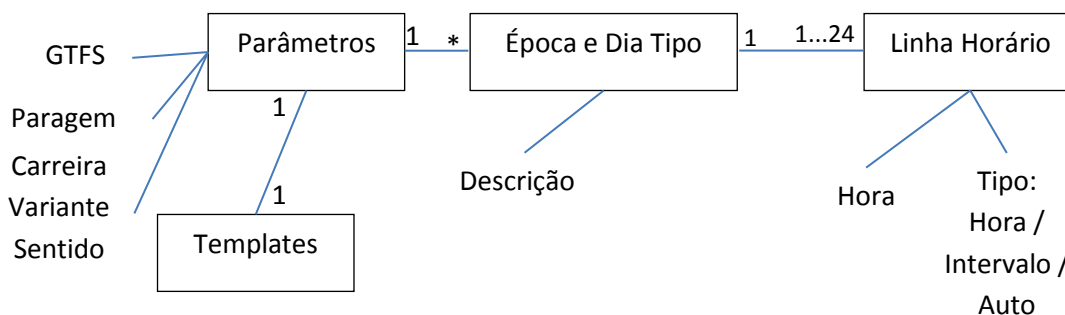 GTFS
Paragem
Carreira
Variante
Sentido
Parâmetros
1
*
Época e Dia Tipo
1
1...24
Linha Horário
1
1
Templates
Descrição
Hora
Tipo:
Hora /
Intervalo /
Auto